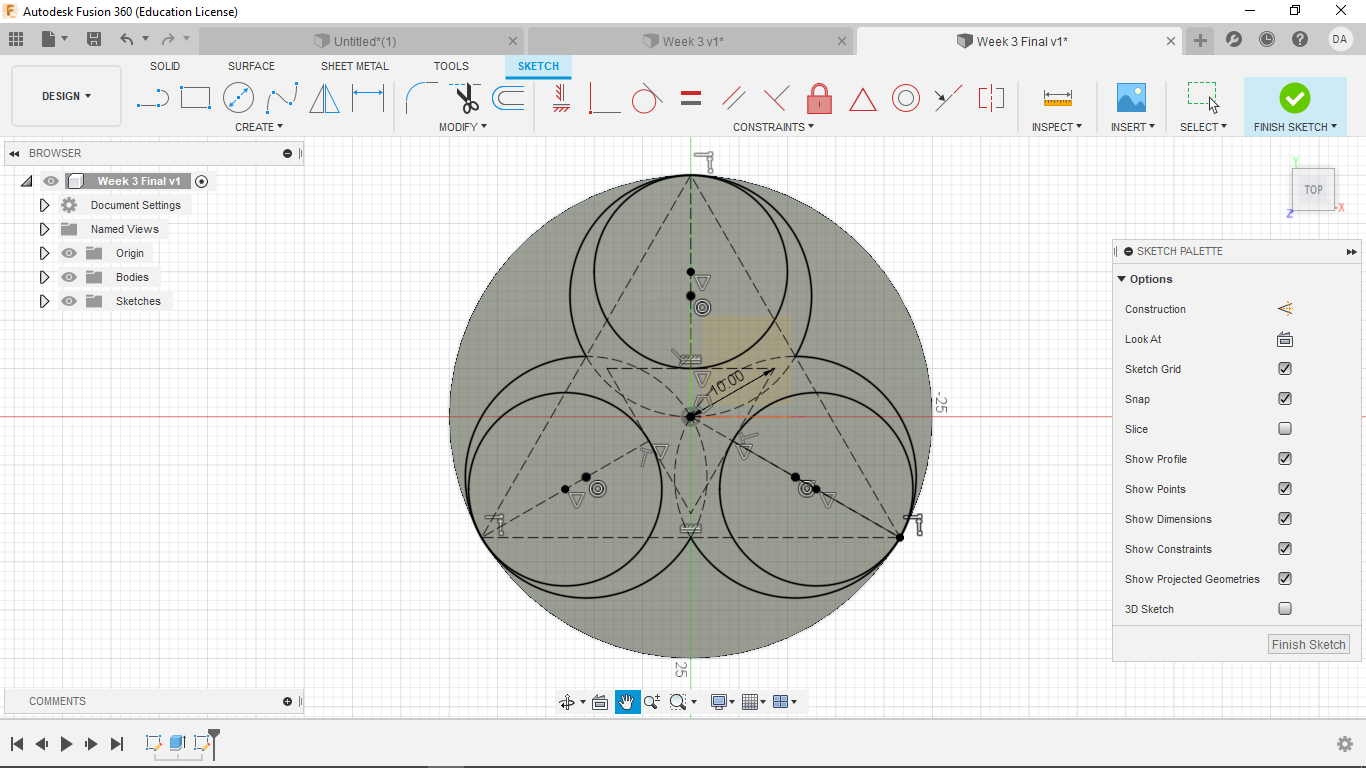 Autodesk Fusion 360 (Education License)
Untitled*(1)
Week 3 v1*
Week 3 Final v1*
DA
SOLID
SURFACE
SHEET METAL
TOOLS
SKETCH
DESIGN
CREATE
MODIFY
CONSTRAINTS
INSPECT
INSERT
SELECT
FINISH SKETCH
BROWSER
Week 3 Final v1
Document Settings
Named Views
Origin
Bodies
Sketches
Y
TOP
X
Z
10.00
-25
25
SKETCH PALETTE
Options
Construction
Look At
Sketch Grid
Snap
Slice
Show Profile
Show Points
Show Dimensions
Show Constraints
Show Projected Geometries
3D Sketch
Finish Sketch
COMMENTS